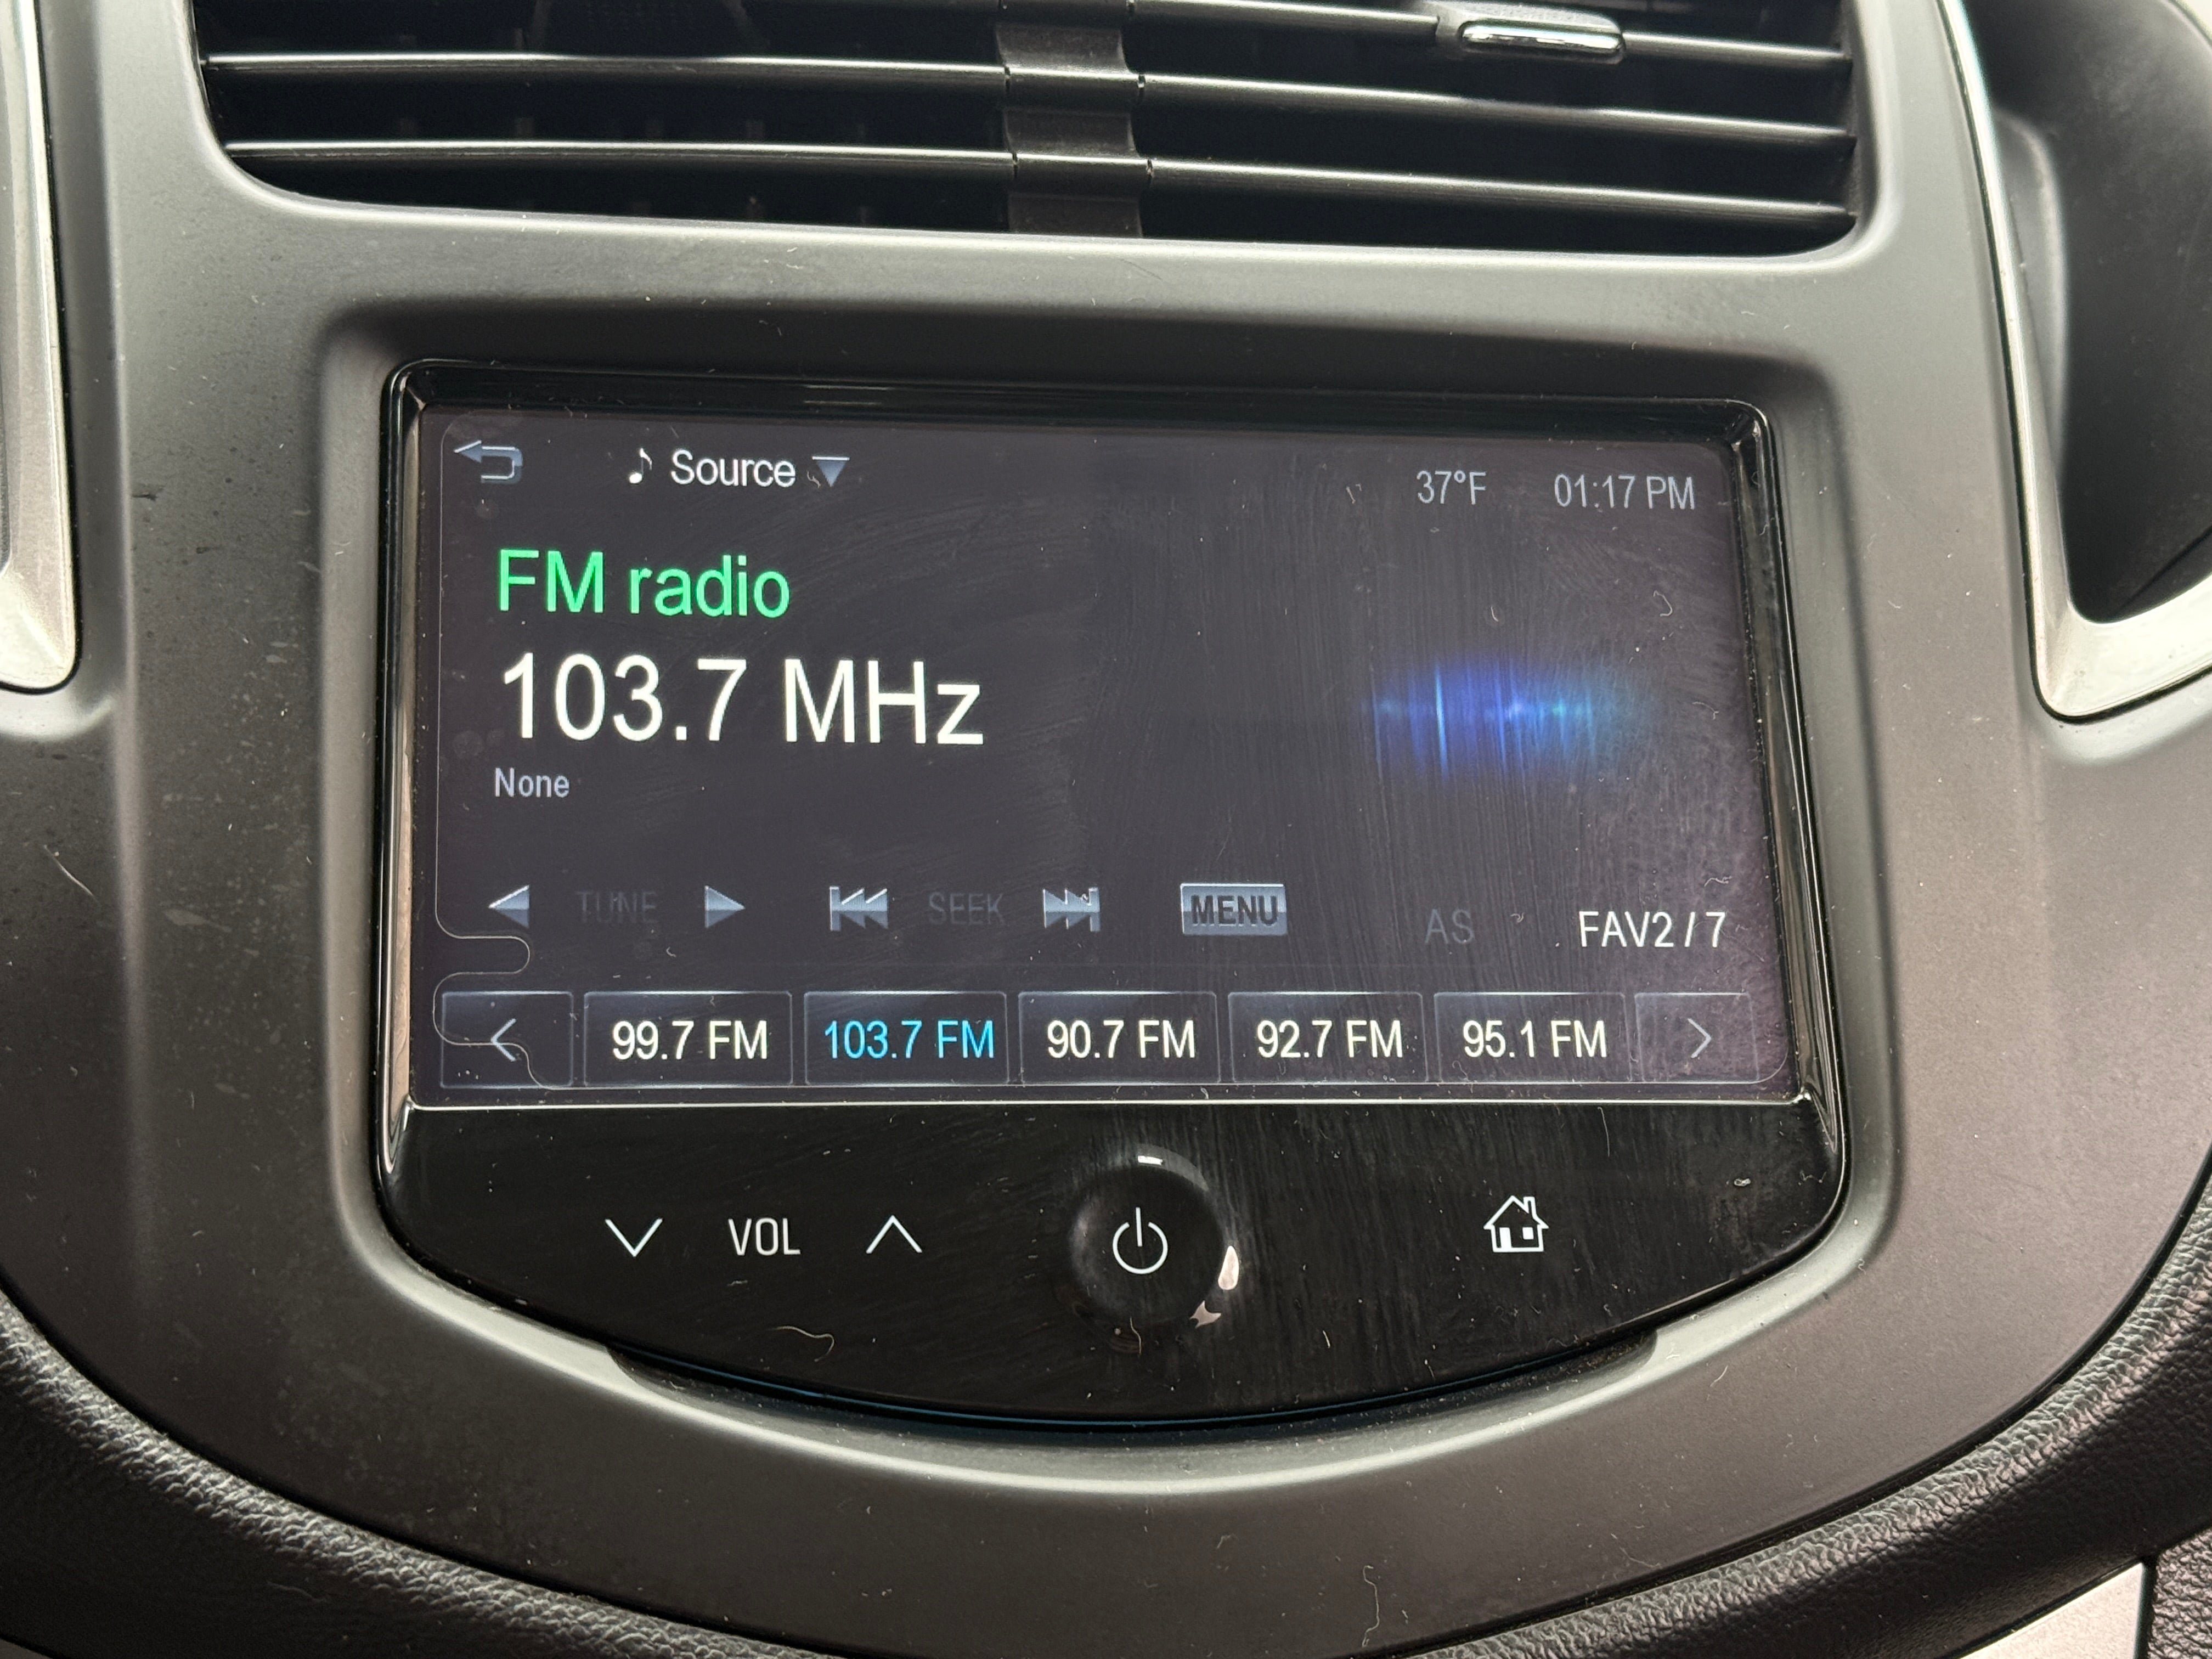 Source 37°F 01:17 PM
FM radio
103.7 MHz
None
TUNE SEEK MENU AS FAV2 / 7
99.7 FM 103.7 FM 90.7 FM 92.7 FM 95.1 FM
VOL